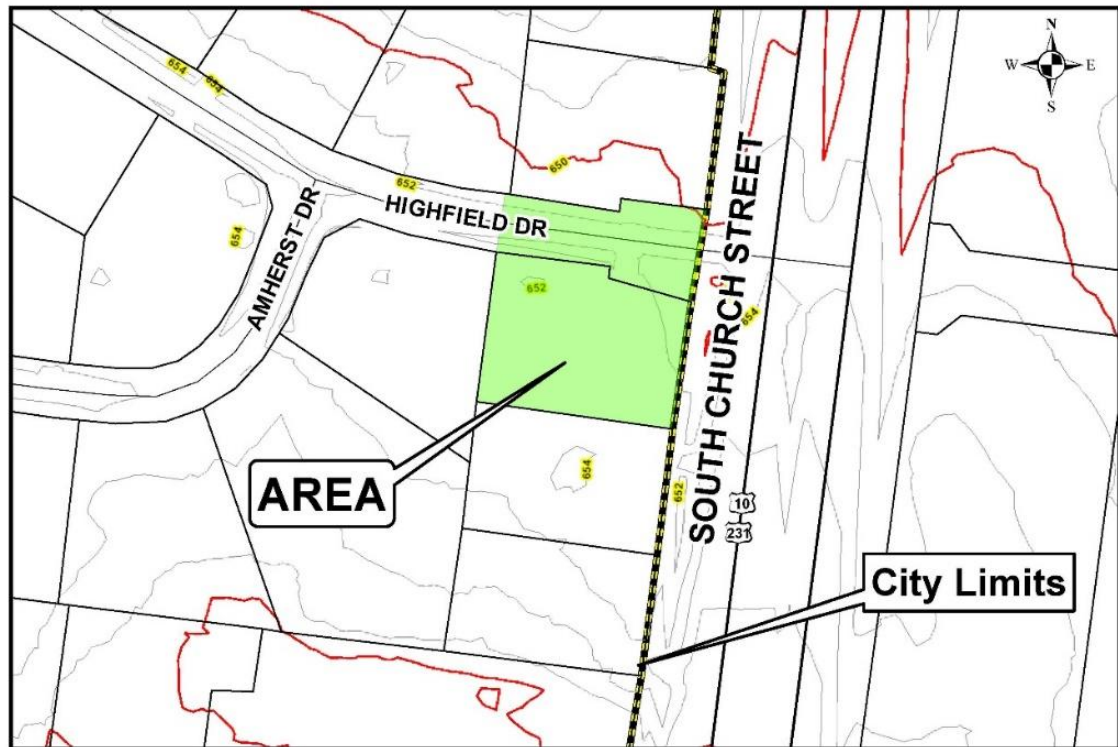 N
W E
S
654
654
650
652
HIGHFIELD DR
AMHERST DR
654
652
654
SOUTH CHURCH STREET
AREA
654
652
10
231
City Limits